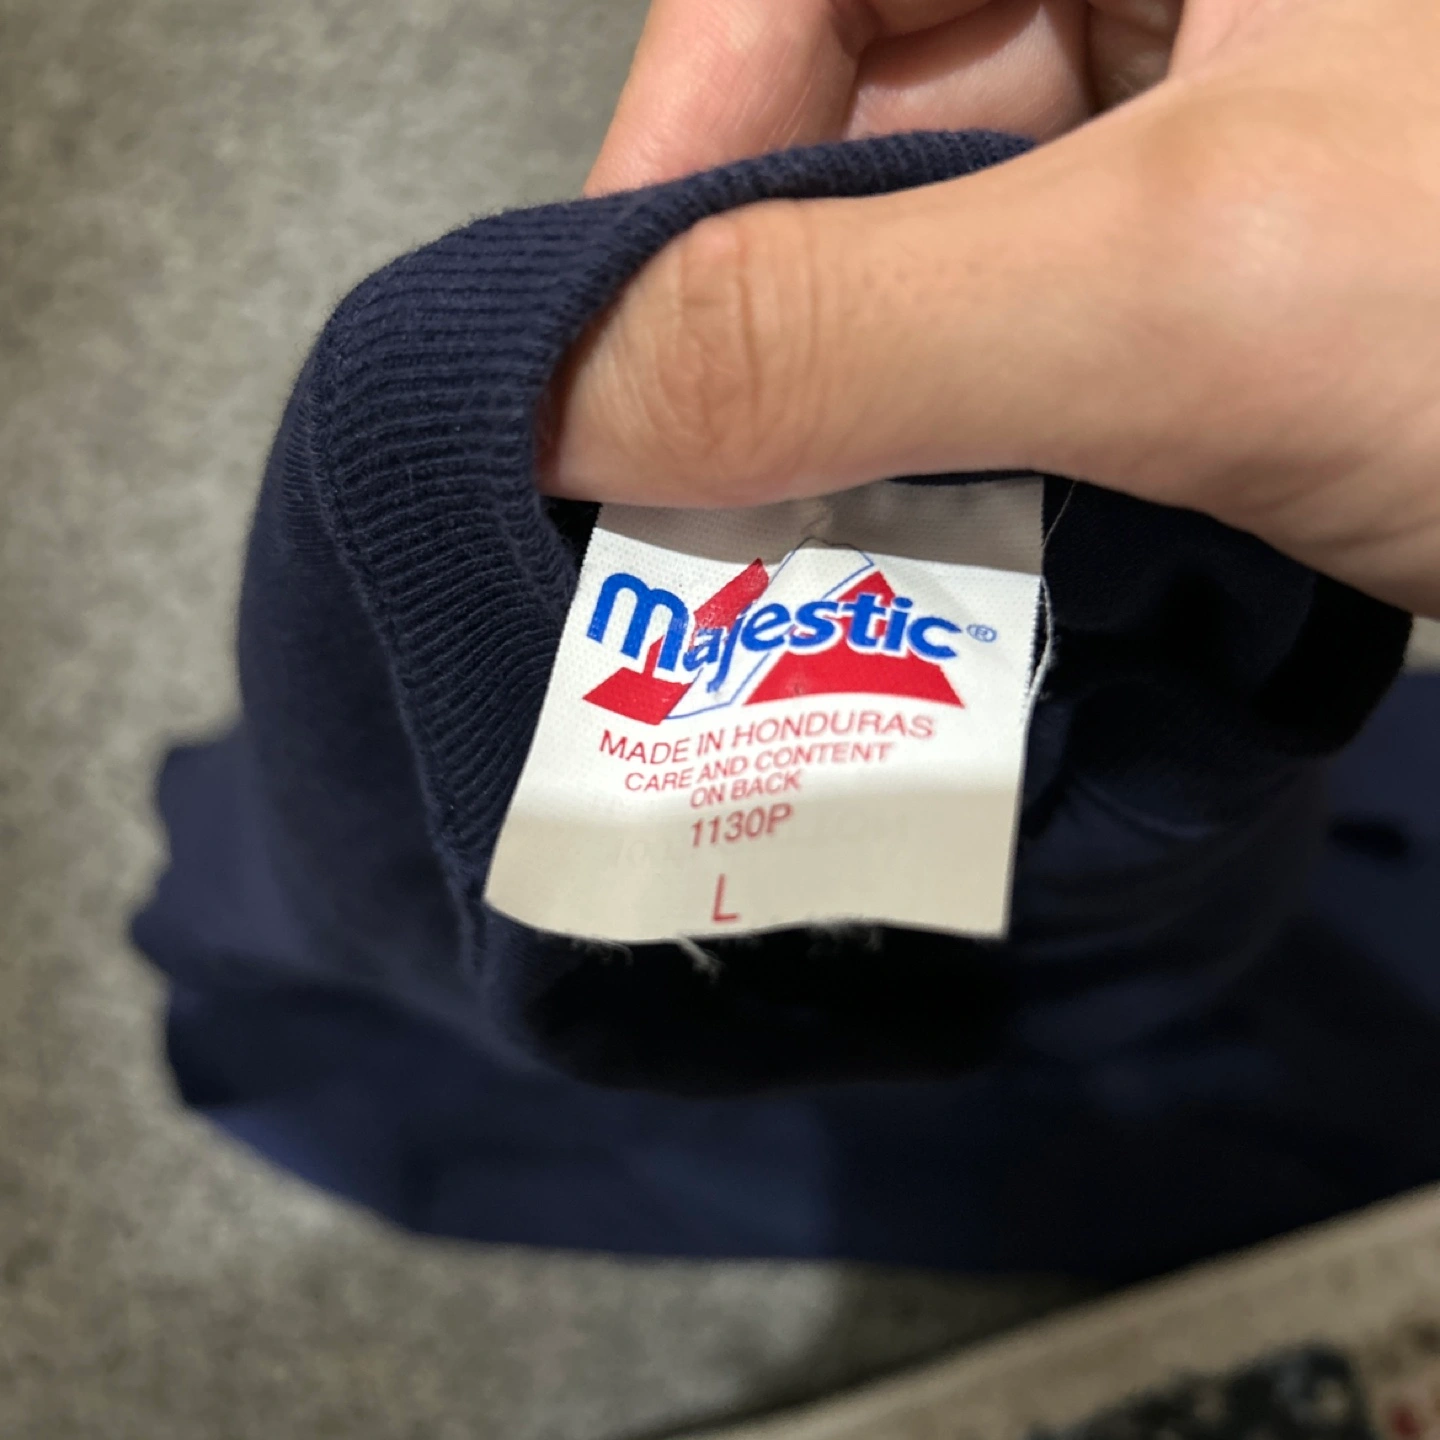 Majestic®
MADE IN HONDURAS
CARE AND CONTENT
ON BACK
1130P
L